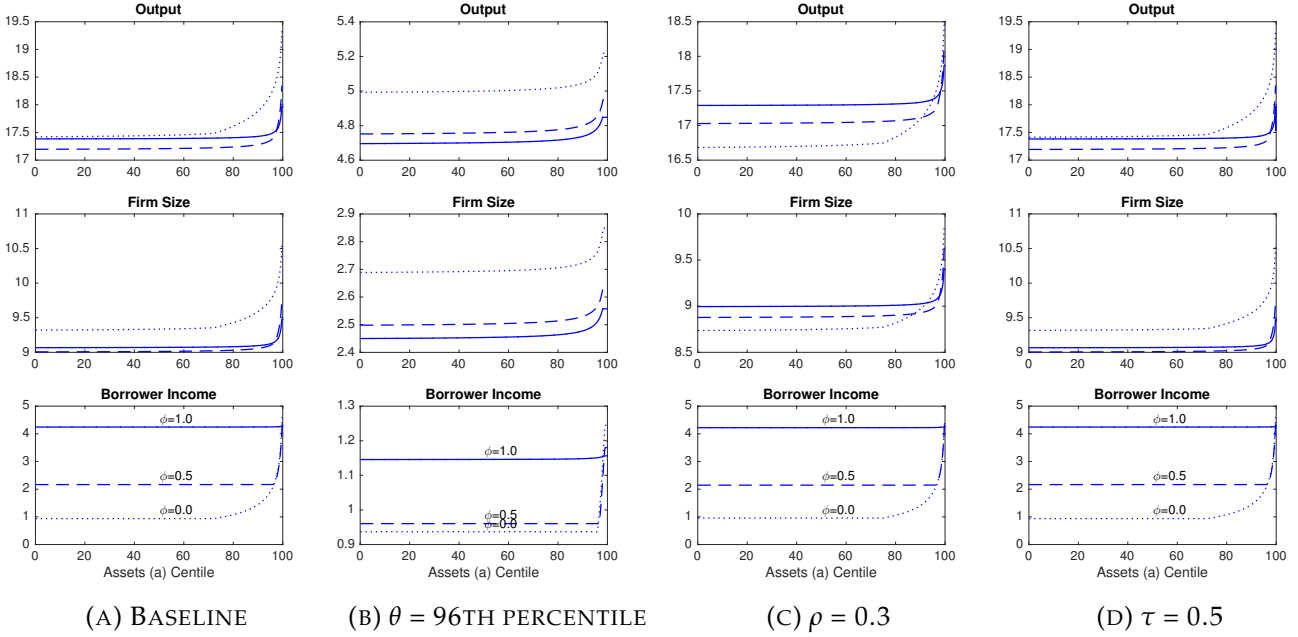 Output
19.5
19
18.5
18
17.5
17
0 20 40 60 80 100
Firm Size
11
10.5
10
9.5
9
0 20 40 60 80 100
Borrower Income
5
4
3
2
1
0
ϕ=1.0
ϕ=0.5
ϕ=0.0
0 20 40 60 80 100
Assets (a) Centile
(A) BASELINE
Output
5.4
5.2
5
4.8
4.6
0 20 40 60 80 100
Firm Size
2.9
2.8
2.7
2.6
2.5
2.4
0 20 40 60 80 100
Borrower Income
1.3
1.2
1.1
1
0.9
ϕ=1.0
ϕ=0.5
ϕ=0.0
0 20 40 60 80 100
Assets (a) Centile
(B) θ = 96TH PERCENTILE
Output
18.5
18
17.5
17
16.5
0 20 40 60 80 100
Firm Size
10
9.5
9
8.5
0 20 40 60 80 100
Borrower Income
5
4
3
2
1
0
ϕ=1.0
ϕ=0.5
ϕ=0.0
0 20 40 60 80 100
Assets (a) Centile
(C) ρ = 0.3
Output
19.5
19
18.5
18
17.5
17
0 20 40 60 80 100
Firm Size
11
10.5
10
9.5
9
0 20 40 60 80 100
Borrower Income
5
4
3
2
1
0
ϕ=1.0
ϕ=0.5
ϕ=0.0
0 20 40 60 80 100
Assets (a) Centile
(D) τ = 0.5